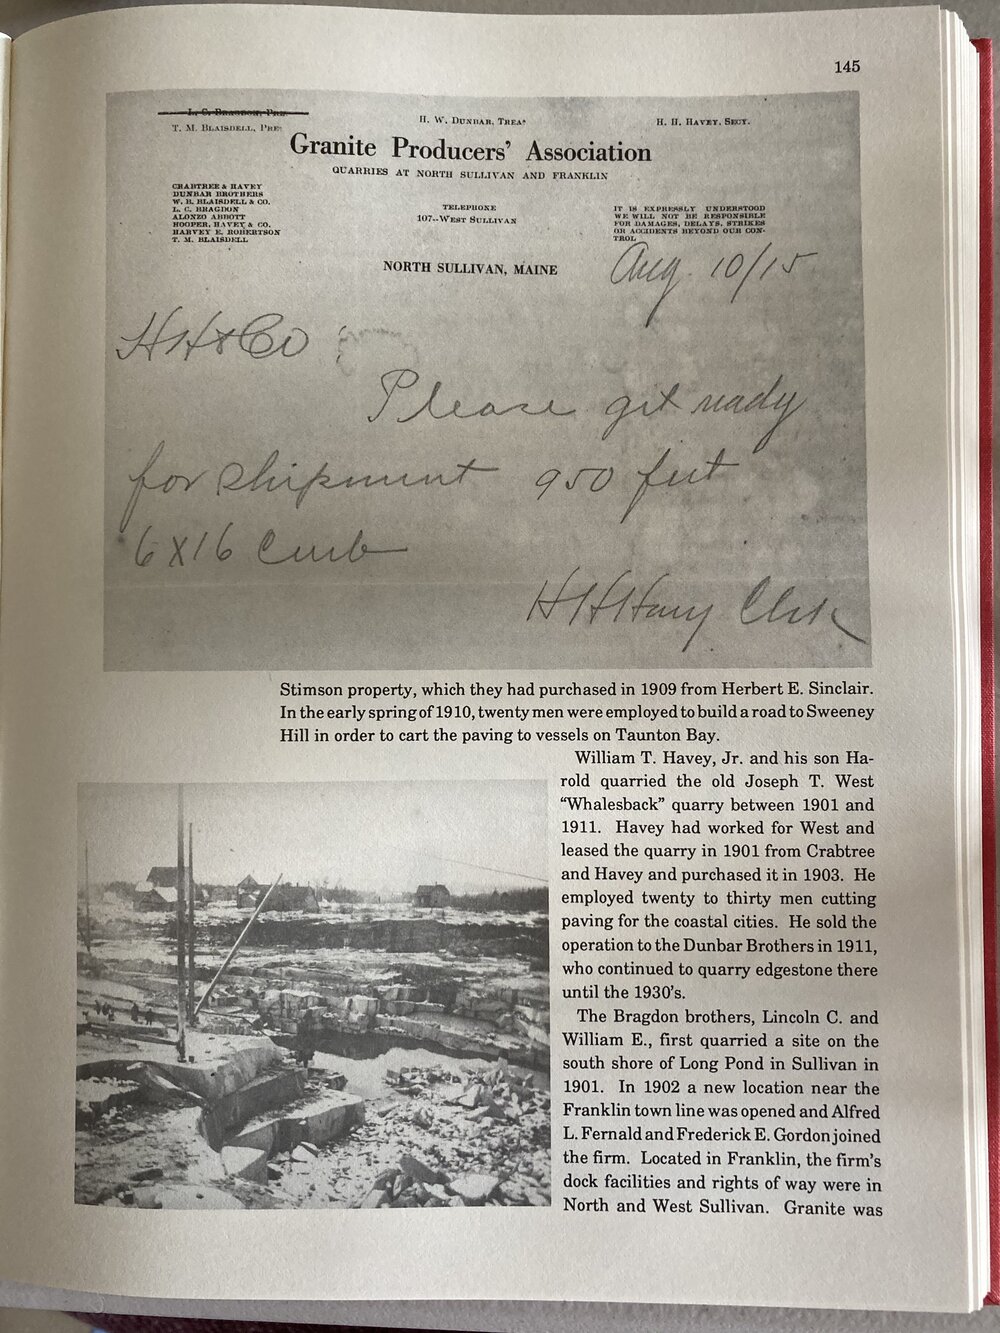 145
L. C. Bragdon, Pres.
T. M. Blaisdell, Pres.
H. W. Dunbar, Treas.
H. H. Havey, Secy.
Granite Producers' Association
QUARRIES AT NORTH SULLIVAN AND FRANKLIN
CRABTREE & HAVEY
DUNBAR BROTHERS
W. B. BLAISDELL & CO.
L. C. BRAGDON
ALONZO ABBOTT
HOOPER, HAVEY & CO.
HARVEY E. ROBERTSON
T. M. BLAISDELL
TELEPHONE
107--WEST SULLIVAN
IT IS EXPRESSLY UNDERSTOOD
WE WILL NOT BE RESPONSIBLE
FOR DAMAGES, DELAYS, STRIKES
OR ACCIDENTS BEYOND OUR CON-
TROL
NORTH SULLIVAN, MAINE
Aug 10/15
HH & Co
Please get ready
for shipment 950 feet
6X16 Curb
HHHavey Clerk
Stimson property, which they had purchased in 1909 from Herbert E. Sinclair.
In the early spring of 1910, twenty men were employed to build a road to Sweeney
Hill in order to cart the paving to vessels on Taunton Bay.
William T. Havey, Jr. and his son Ha-
rold quarried the old Joseph T. West
“Whalesback” quarry between 1901 and
1911. Havey had worked for West and
leased the quarry in 1901 from Crabtree
and Havey and purchased it in 1903. He
employed twenty to thirty men cutting
paving for the coastal cities. He sold the
operation to the Dunbar Brothers in 1911,
who continued to quarry edgestone there
until the 1930’s.
The Bragdon brothers, Lincoln C. and
William E., first quarried a site on the
south shore of Long Pond in Sullivan in
1901. In 1902 a new location near the
Franklin town line was opened and Alfred
L. Fernald and Frederick E. Gordon joined
the firm. Located in Franklin, the firm’s
dock facilities and rights of way were in
North and West Sullivan. Granite was